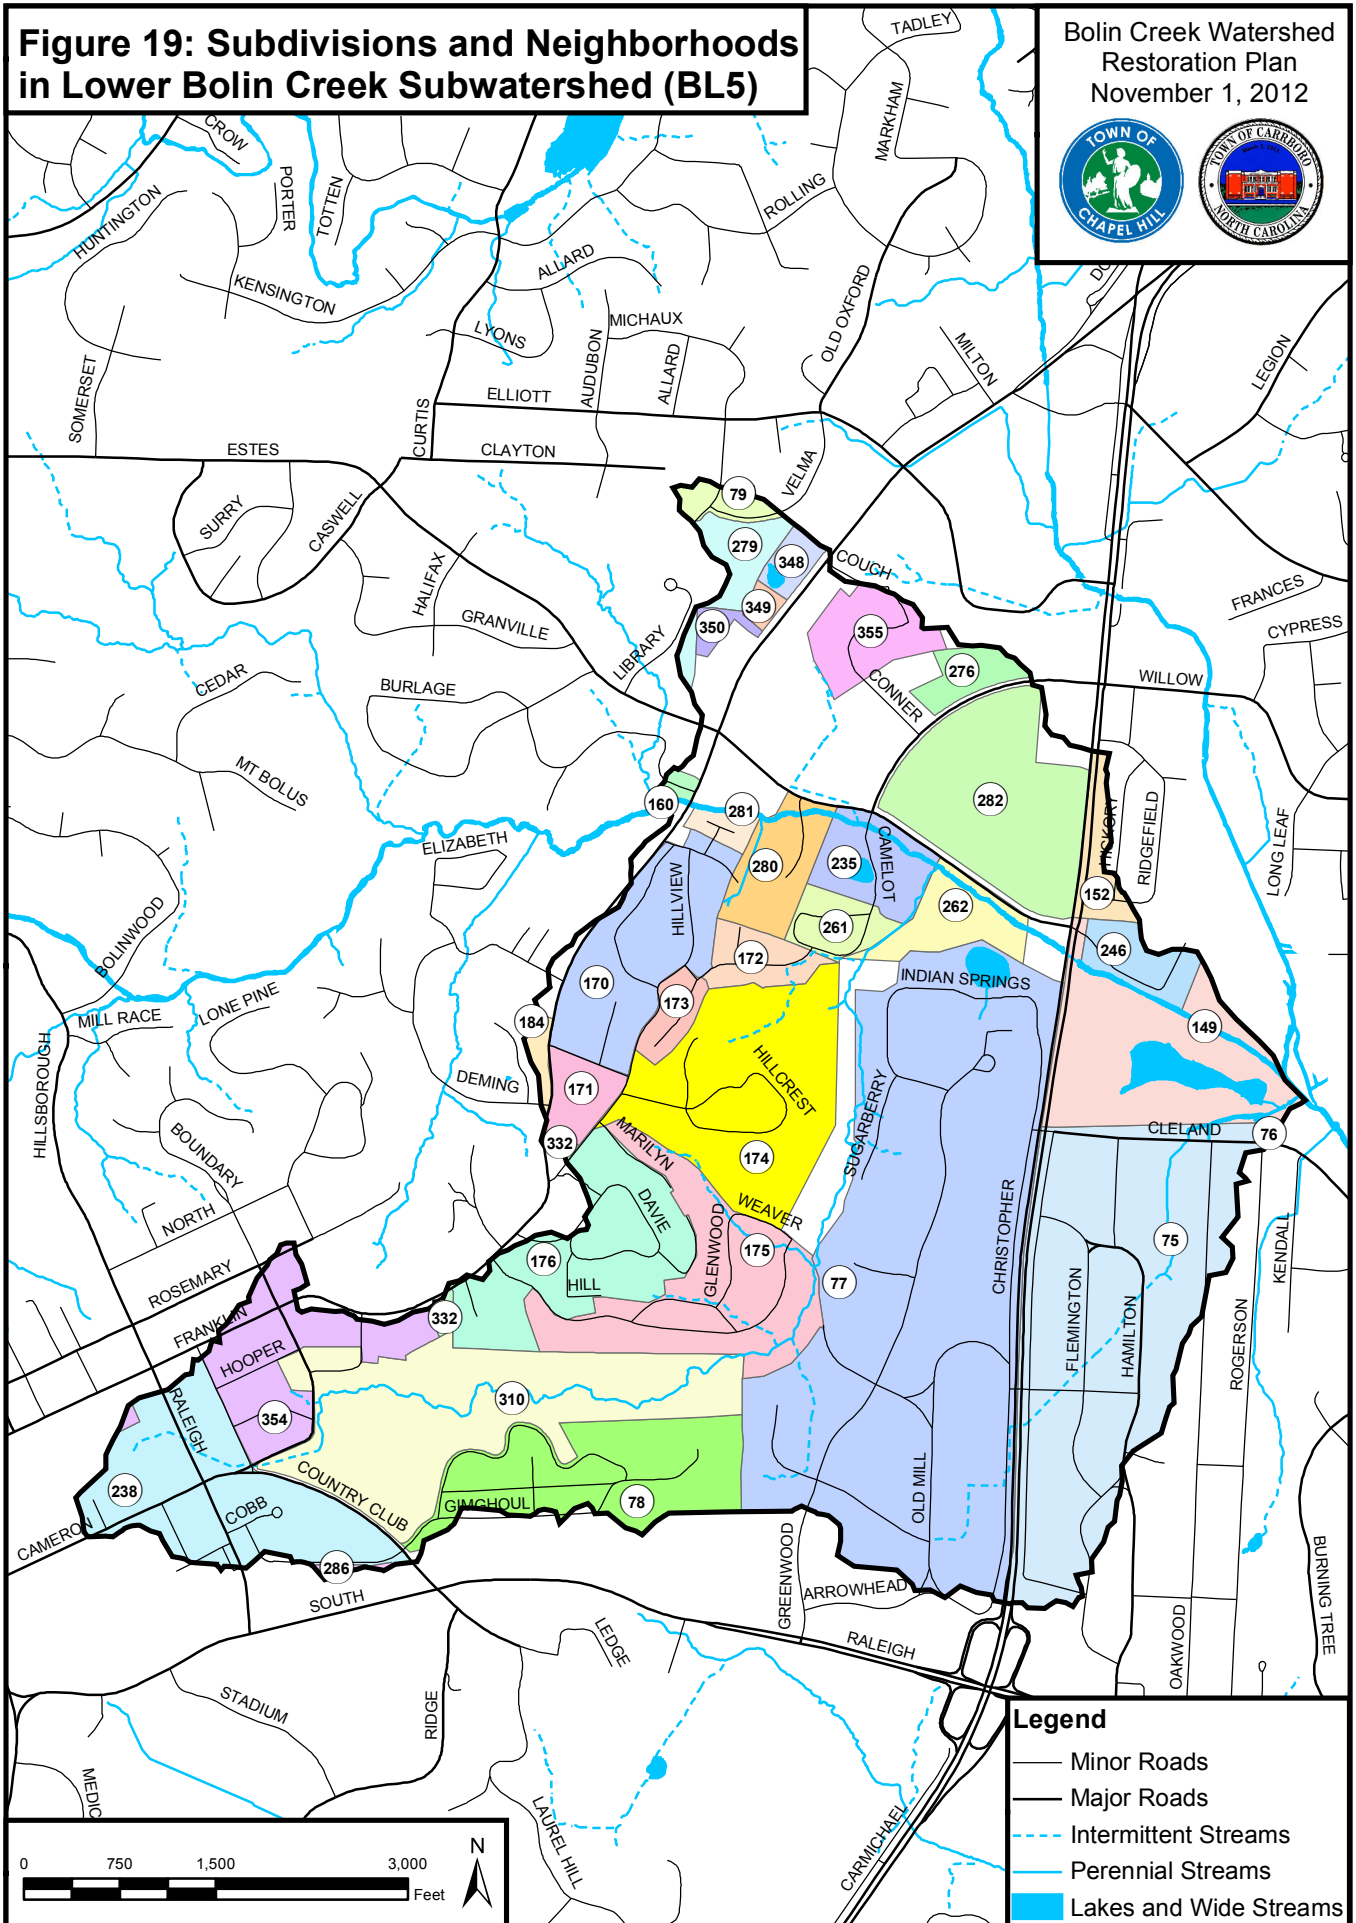 Figure 19: Subdivisions and Neighborhoods
in Lower Bolin Creek Subwatershed (BL5)
Bolin Creek Watershed
Restoration Plan
November 1, 2012
TOWN OF
CHAPEL HILL
TOWN OF CARRBORO
NORTH CAROLINA
TADLEY
MARKHAM
CROW
PORTER
TOTTEN
HUNTINGTON
ROLLING
KENSINGTON
ALLARD
LYONS
MICHAUX
AUDUBON
ALLARD
OLD OXFORD
MILTON
LEGION
SOMERSET
ELLIOTT
CURTIS
ESTES
CLAYTON
VELMA
SURRY
CASWELL
HALIFAX
GRANVILLE
COUCH
FRANCES
CYPRESS
LIBRARY
CEDAR
BURLAGE
CONNER
WILLOW
MT BOLUS
ELIZABETH
HILLVIEW
CAMELOT
HICKORY
RIDGEFIELD
LONG LEAF
BOLINWOOD
LONE PINE
MILL RACE
INDIAN SPRINGS
HILLSBOROUGH
DEMING
HILLCREST
SUGARBERRY
BOUNDARY
MARILYN
CLELAND
NORTH
DAVIE
WEAVER
GLENWOOD
CHRISTOPHER
ROSEMARY
HILL
KENDALL
FRANKLIN
HOOPER
FLEMINGTON
HAMILTON
ROGERSON
RALEIGH
COUNTRY CLUB
GIMGHOUL
OLD MILL
COBB
CAMERON
SOUTH
GREENWOOD
ARROWHEAD
BURNING TREE
OAKWOOD
LEDGE
RALEIGH
STADIUM
RIDGE
MEDIC
LAUREL HILL
CARMICHAEL
79
279
348
349
350
355
276
282
160
281
280
235
262
261
152
246
172
170
173
149
184
171
332
174
76
75
176
175
77
332
310
354
238
78
286
Legend
Minor Roads
Major Roads
Intermittent Streams
Perennial Streams
Lakes and Wide Streams
0 750 1,500 3,000
Feet
N